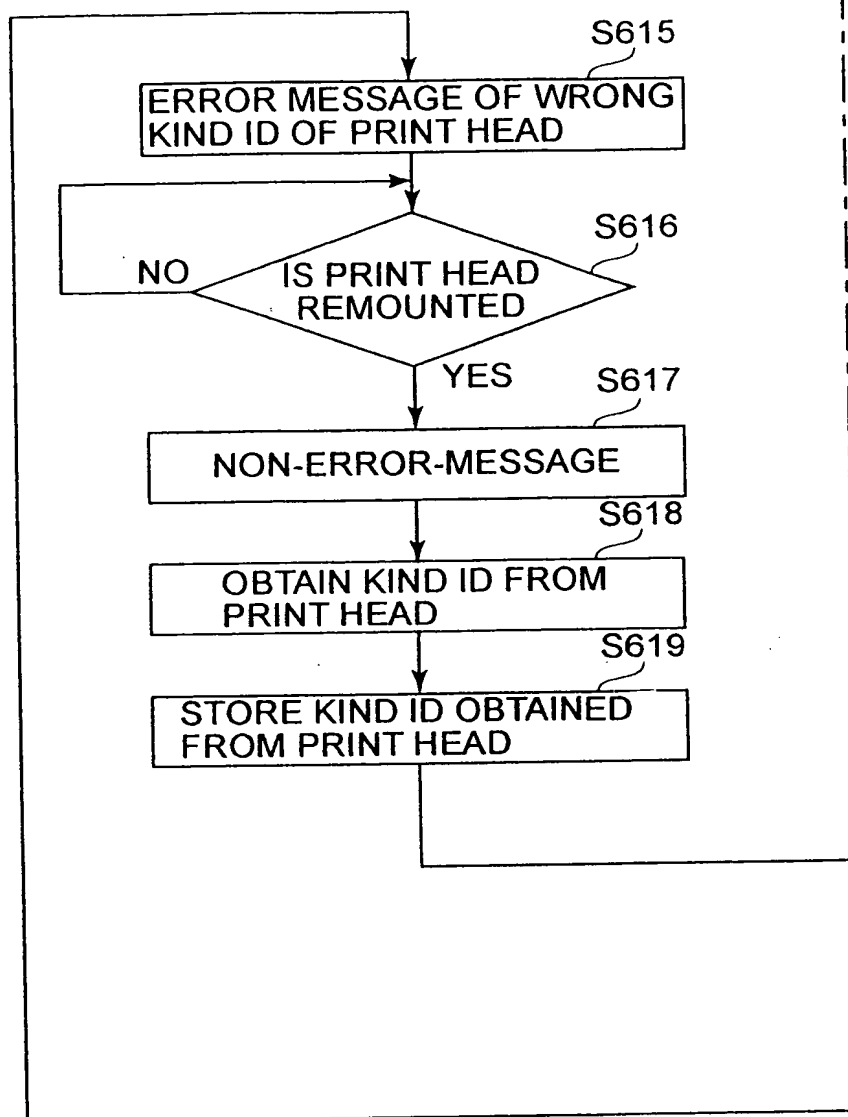 S615
ERROR MESSAGE OF WRONG
KIND ID OF PRINT HEAD
S616
NO
IS PRINT HEAD
REMOUNTED
YES
S617
NON-ERROR-MESSAGE
S618
OBTAIN KIND ID FROM
PRINT HEAD
S619
STORE KIND ID OBTAINED
FROM PRINT HEAD